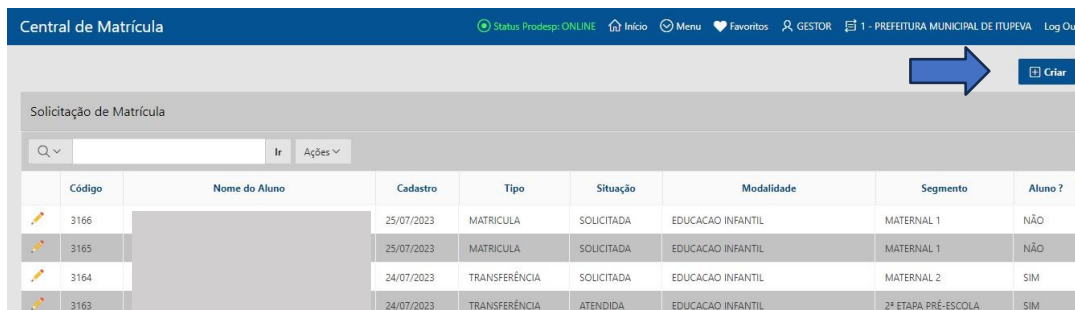 Central de Matrícula Status Prodesp: ONLINE Início Menu Favoritos GESTOR 1 - PREFEITURA MUNICIPAL DE ITUPEVA Log Ou
Criar
Solicitação de Matrícula
Ir Ações
Código Nome do Aluno Cadastro Tipo Situação Modalidade Segmento Aluno ?
3166 25/07/2023 MATRICULA SOLICITADA EDUCACAO INFANTIL MATERNAL 1 NÃO
3165 25/07/2023 MATRICULA SOLICITADA EDUCACAO INFANTIL MATERNAL 1 NÃO
3164 24/07/2023 TRANSFERÊNCIA SOLICITADA EDUCACAO INFANTIL MATERNAL 2 SIM
3163 24/07/2023 TRANSFERÊNCIA ATENDIDA EDUCACAO INFANTIL 2ª ETAPA PRÉ-ESCOLA SIM